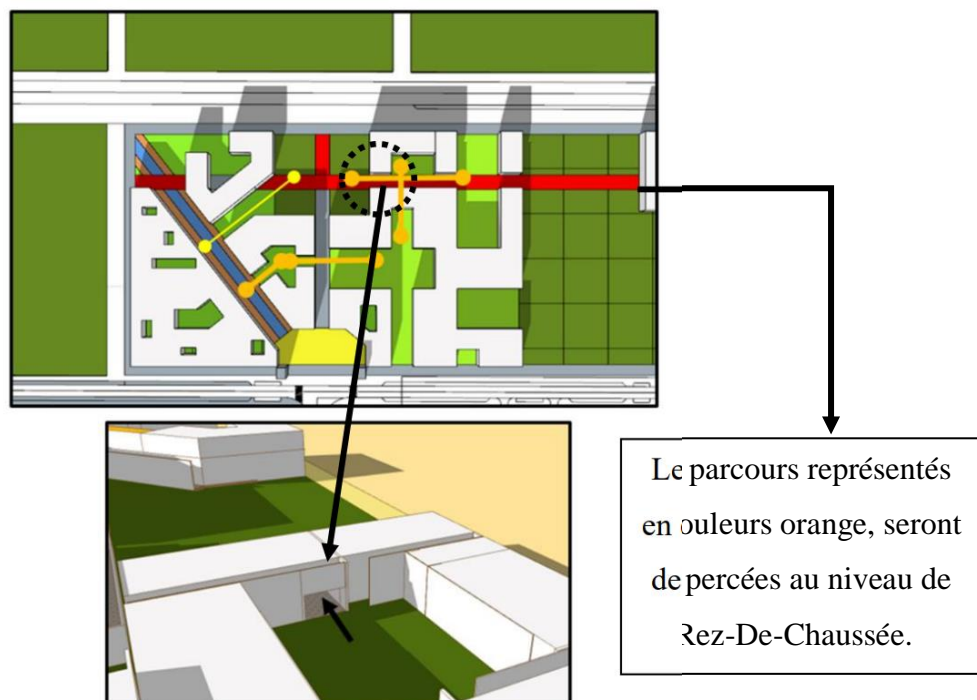 Le parcours représentés
en ouleurs orange, seront
de percées au niveau de
Rez-De-Chaussée.